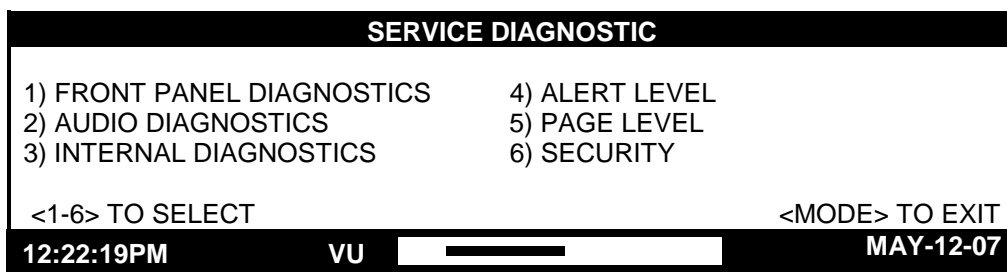 SERVICE DIAGNOSTIC
1) FRONT PANEL DIAGNOSTICS 4) ALERT LEVEL
2) AUDIO DIAGNOSTICS 5) PAGE LEVEL
3) INTERNAL DIAGNOSTICS 6) SECURITY
<1-6> TO SELECT <MODE> TO EXIT
12:22:19PM VU MAY-12-07